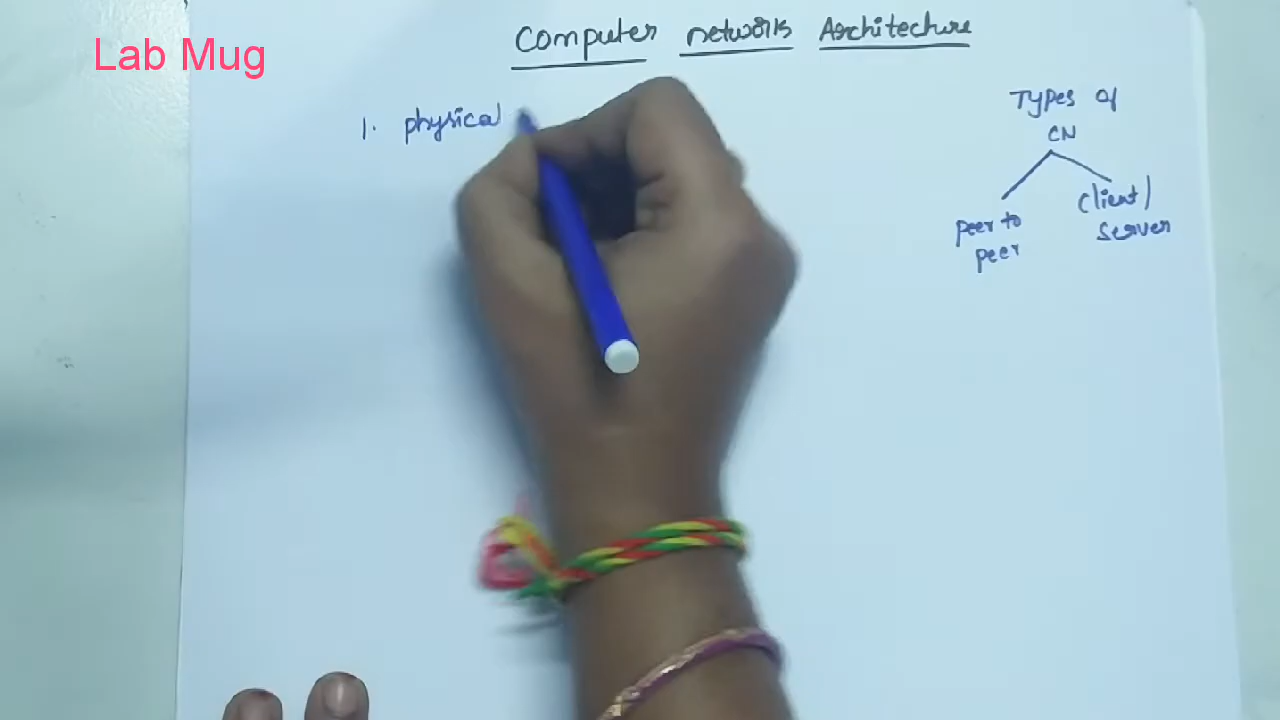 Lab Mug
Computer networks Architecture
1. physical
Types of
CN
peer to
peer
client/
server